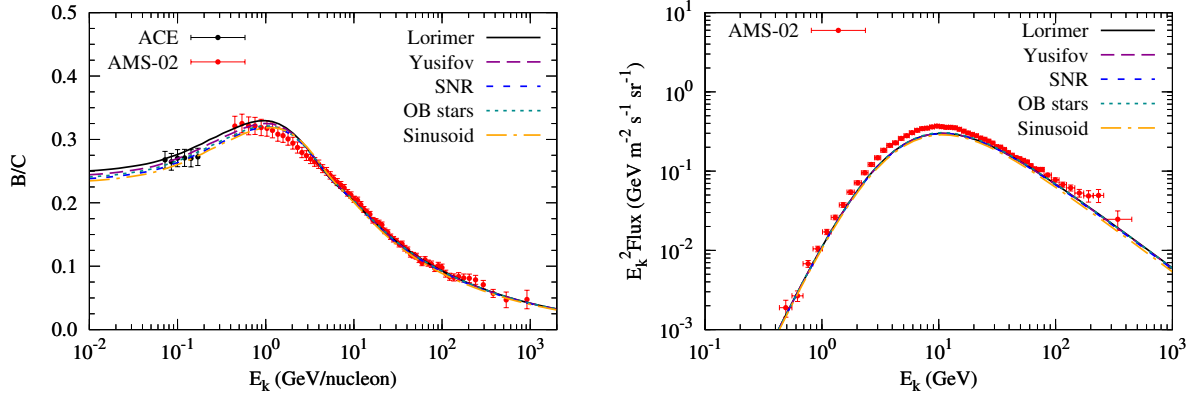 0.5
0.4
0.3
0.2
0.1
0.0
B/C
ACE
AMS-02
Lorimer
Yusifov
SNR
OB stars
Sinusoid
10^-2 10^-1 10^0 10^1 10^2 10^3
E_k (GeV/nucleon)
10^1
10^0
10^-1
10^-2
10^-3
E_k^2Flux (GeV m^-2 s^-1 sr^-1)
AMS-02
Lorimer
Yusifov
SNR
OB stars
Sinusoid
10^-1 10^0 10^1 10^2 10^3
E_k (GeV)